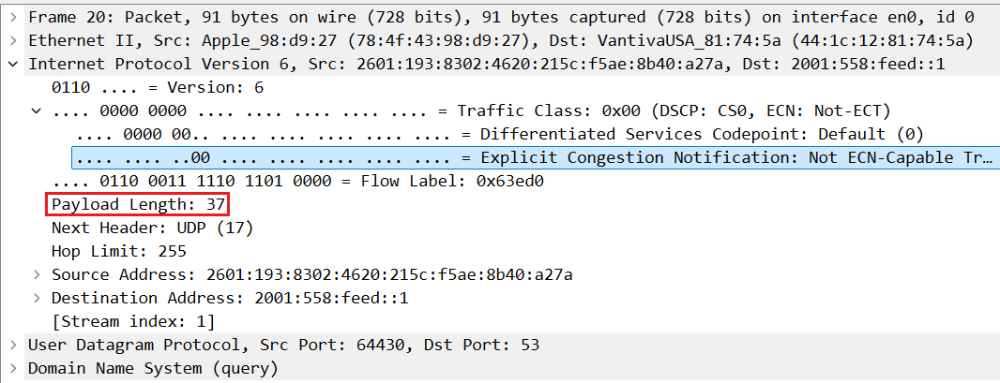 Frame 20: Packet, 91 bytes on wire (728 bits), 91 bytes captured (728 bits) on interface en0, id 0
Ethernet II, Src: Apple_98:d9:27 (78:4f:43:98:d9:27), Dst: VantivaUSA_81:74:5a (44:1c:12:81:74:5a)
Internet Protocol Version 6, Src: 2601:193:8302:4620:215c:f5ae:8b40:a27a, Dst: 2001:558:feed::1
0110 .... = Version: 6
.... 0000 0000 .... .... .... .... .... = Traffic Class: 0x00 (DSCP: CS0, ECN: Not-ECT)
.... 0000 00.. .... .... .... .... .... = Differentiated Services Codepoint: Default (0)
.... .... ..00 .... .... .... .... .... = Explicit Congestion Notification: Not ECN-Capable Tr…
.... 0110 0011 1110 1101 0000 = Flow Label: 0x63ed0
Payload Length: 37
Next Header: UDP (17)
Hop Limit: 255
Source Address: 2601:193:8302:4620:215c:f5ae:8b40:a27a
Destination Address: 2001:558:feed::1
[Stream index: 1]
User Datagram Protocol, Src Port: 64430, Dst Port: 53
Domain Name System (query)